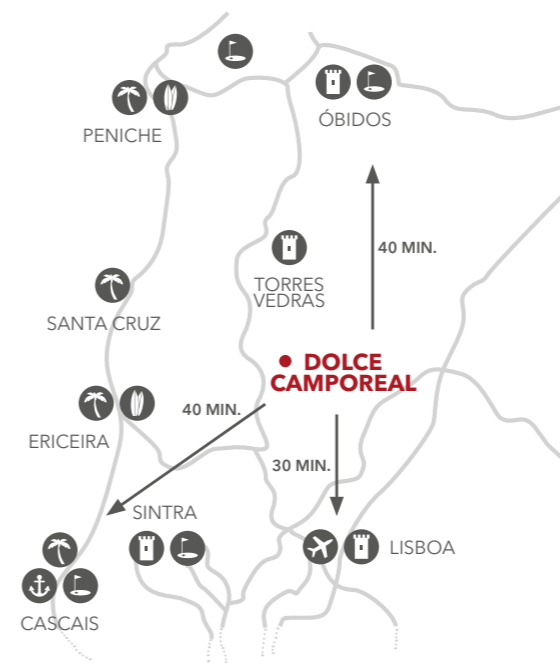 PENICHE
ÓBIDOS
40 MIN.
TORRES
VEDRAS
SANTA CRUZ
DOLCE
CAMPOREAL
40 MIN.
ERICEIRA
30 MIN.
SINTRA
LISBOA
CASCAIS